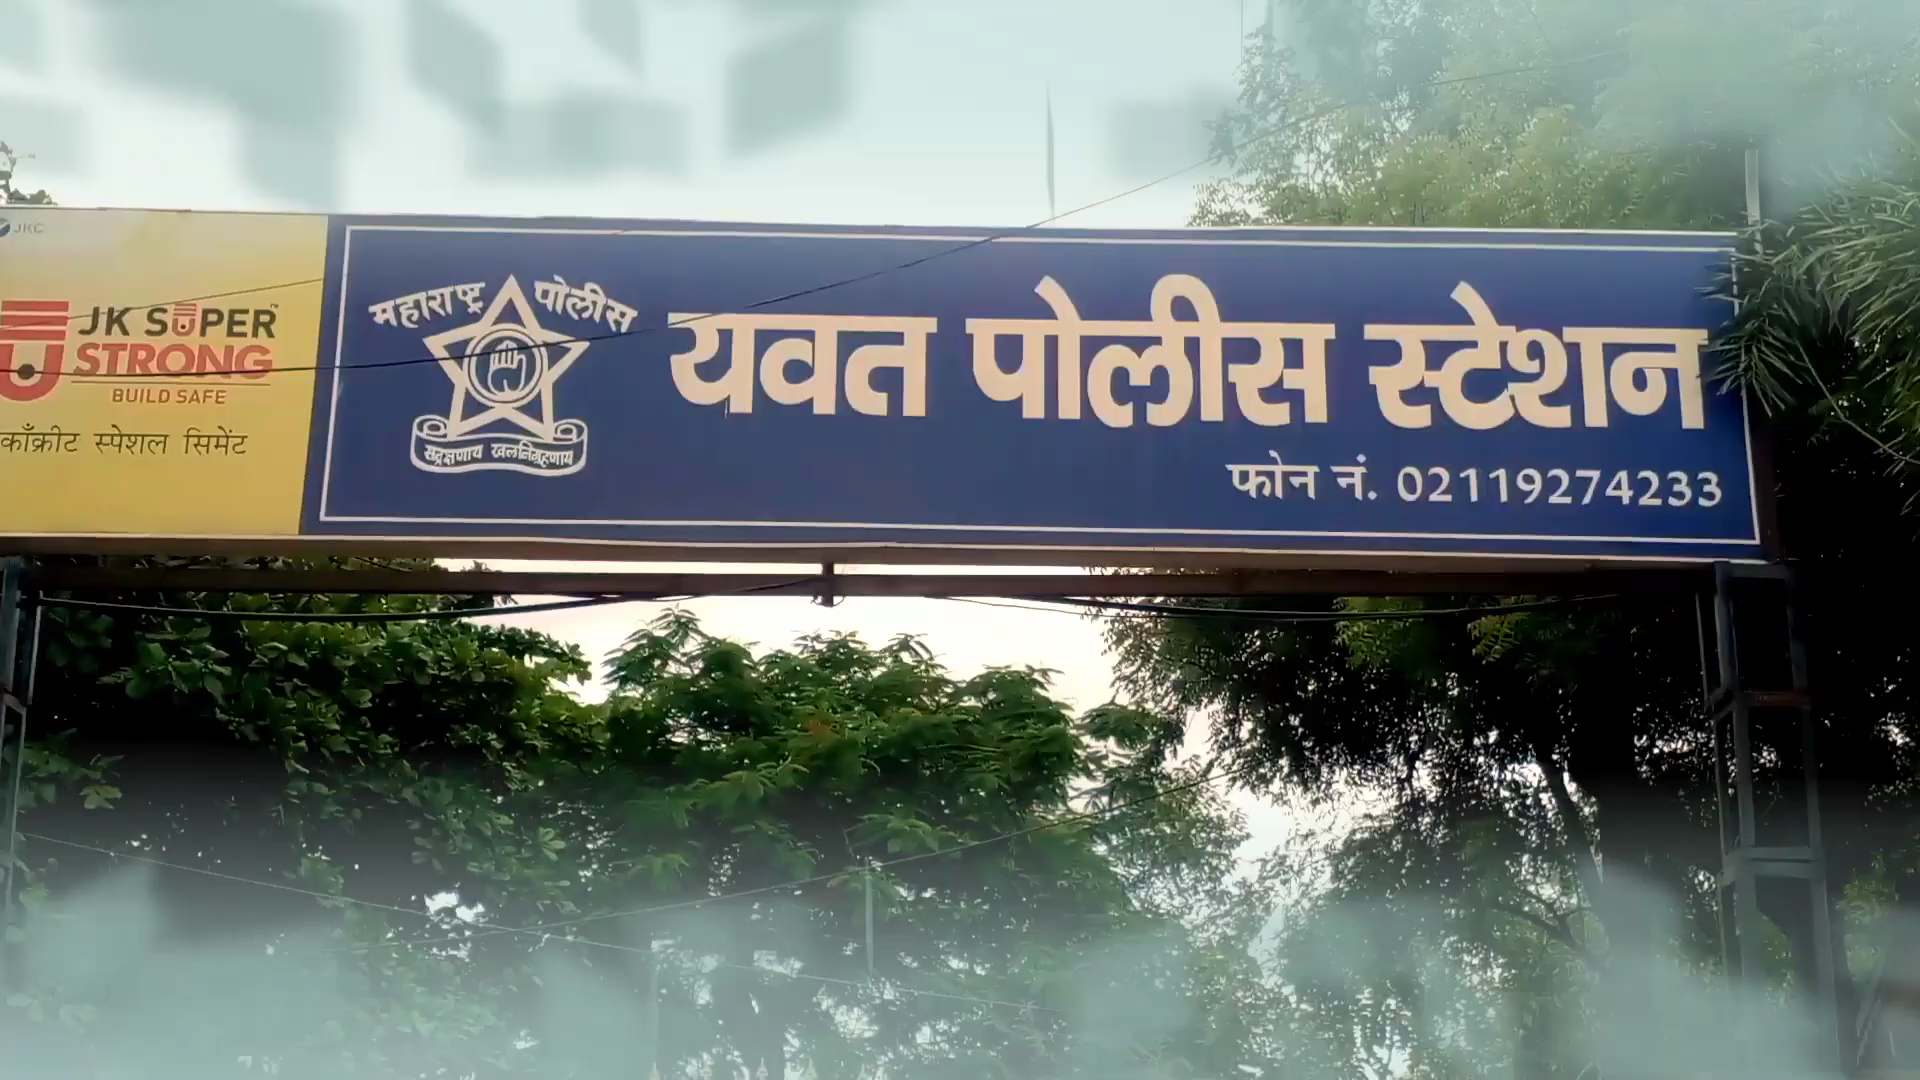 JKC
JK SUPER
STRONG
BUILD SAFE
काँक्रीट स्पेशल सिमेंट
महाराष्ट्र पोलीस
सद्रक्षणाय खलनिग्रहणाय
यवत पोलीस स्टेशन
फोन नं. 02119274233